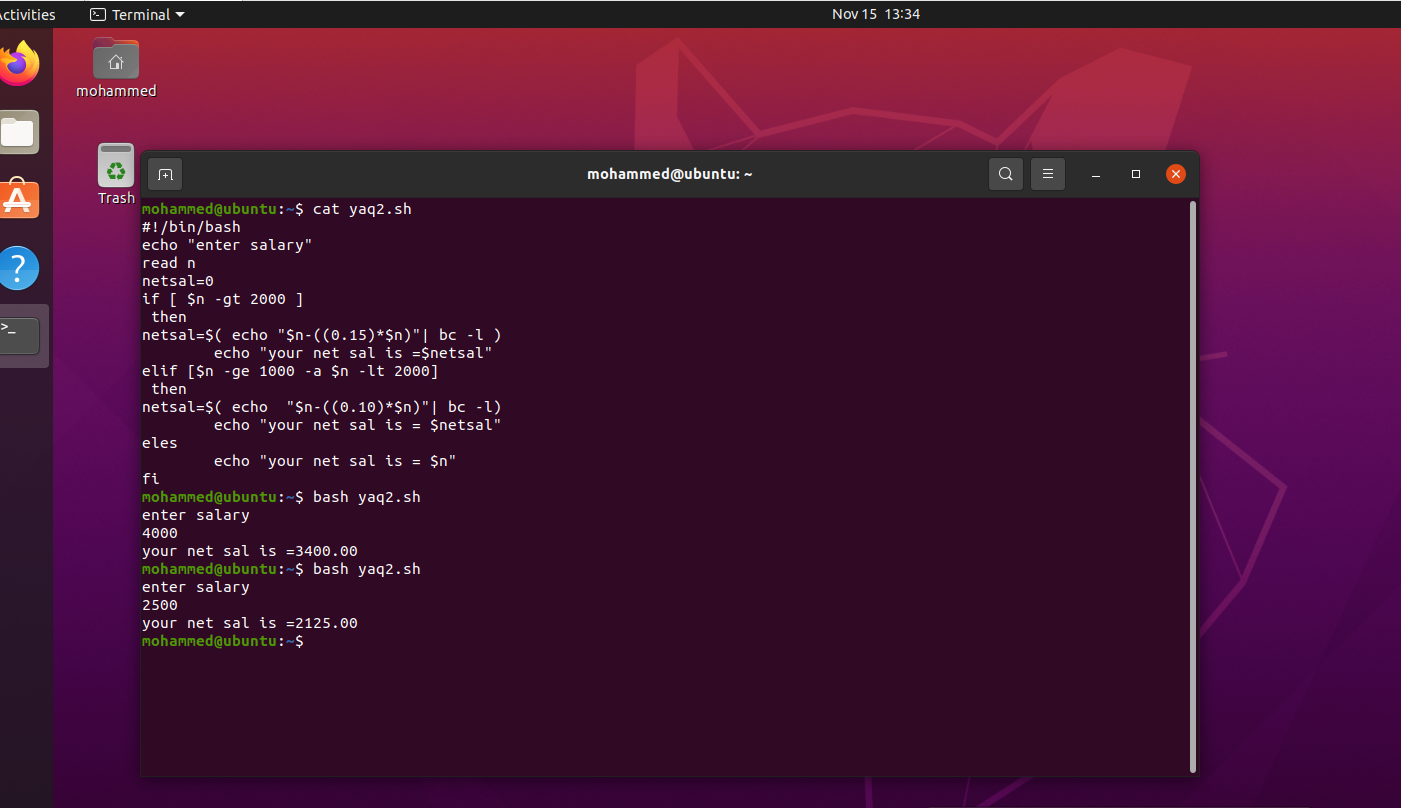 ctivities
Terminal
Nov 15 13:34
mohammed
Trash
mohammed@ubuntu: ~
mohammed@ubuntu:~$ cat yaq2.sh
#!/bin/bash
echo "enter salary"
read n
netsal=0
if [ $n -gt 2000 ]
 then
netsal=$( echo "$n-((0.15)*$n)"| bc -l )
        echo "your net sal is =$netsal"
elif [$n -ge 1000 -a $n -lt 2000]
 then
netsal=$( echo  "$n-((0.10)*$n)"| bc -l)
        echo "your net sal is = $netsal"
eles
        echo "your net sal is = $n"
fi
mohammed@ubuntu:~$ bash yaq2.sh
enter salary
4000
your net sal is =3400.00
mohammed@ubuntu:~$ bash yaq2.sh
enter salary
2500
your net sal is =2125.00
mohammed@ubuntu:~$